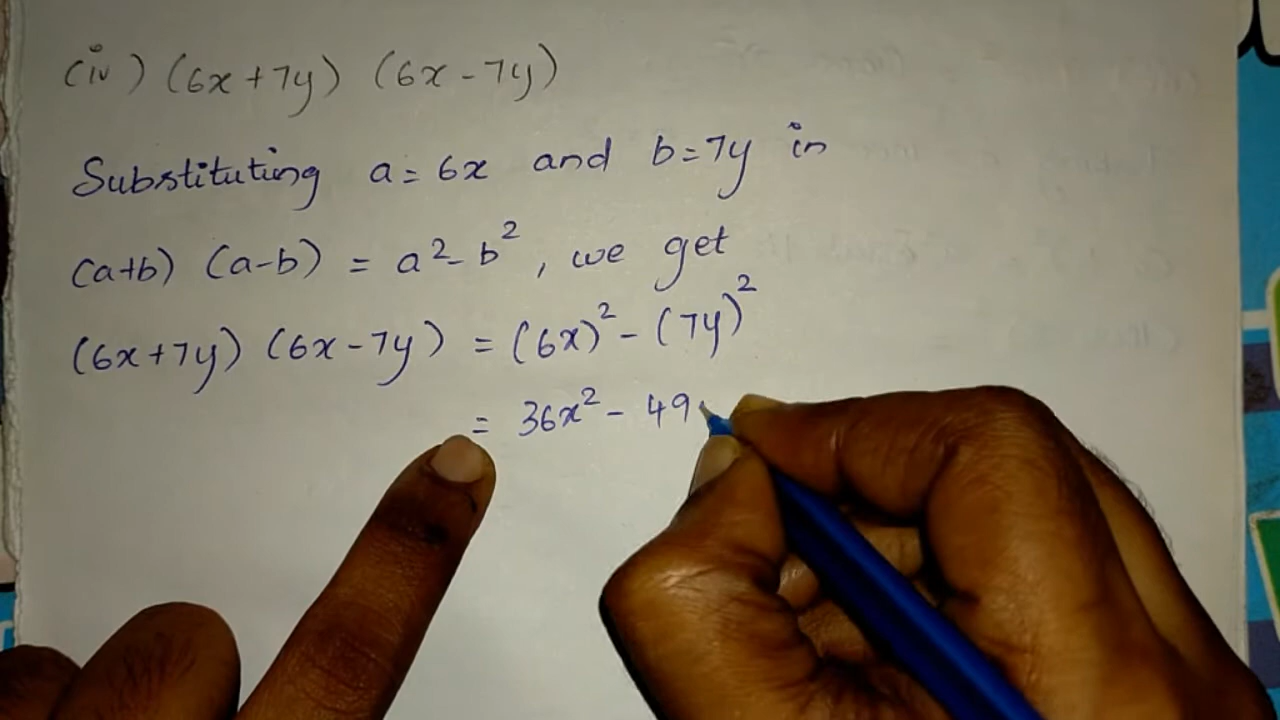 (iv) (6x+7y) (6x-7y)
Substituting a=6x and b=7y in
(a+b) (a-b) = a²-b², we get
(6x+7y) (6x-7y) = (6x)²-(7y)²
= 36x² - 49